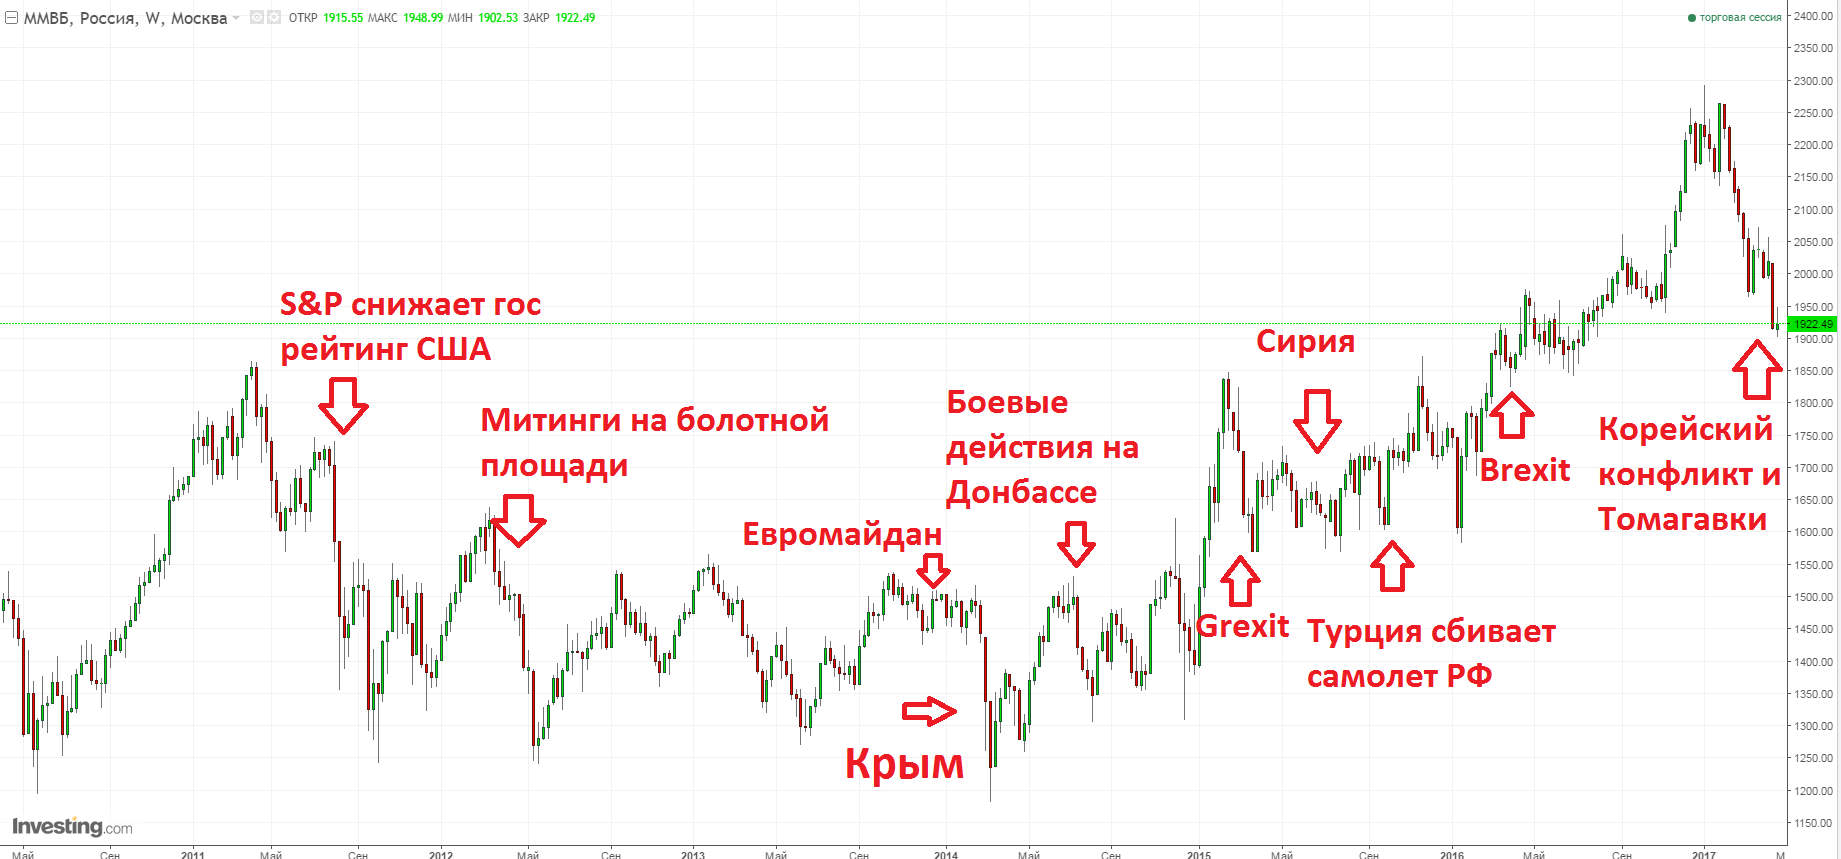 ММВБ, Россия, W, Москва ОТКР 1915.55 МАКС 1948.99 МИН 1902.53 ЗАКР 1922.49
торговая сессия
2400.00
2350.00
2300.00
2250.00
2200.00
2150.00
2100.00
2050.00
2000.00
1950.00
1922.49
1900.00
1850.00
1800.00
1750.00
1700.00
1650.00
1600.00
1550.00
1500.00
1450.00
1400.00
1350.00
1300.00
1250.00
1200.00
1150.00
S&P снижает гос
рейтинг США
Митинги на болотной
площади
Евромайдан
Крым
Боевые
действия на
Донбассе
Grexit
Сирия
Турция сбивает
самолет РФ
Brexit
Корейский
конфликт и
Томагавки
Investing.com
Май Сен 2011 Май Сен 2012 Май Сен 2013 Май Сен 2014 Май Сен 2015 Май Сен 2016 Май Сен 2017 М